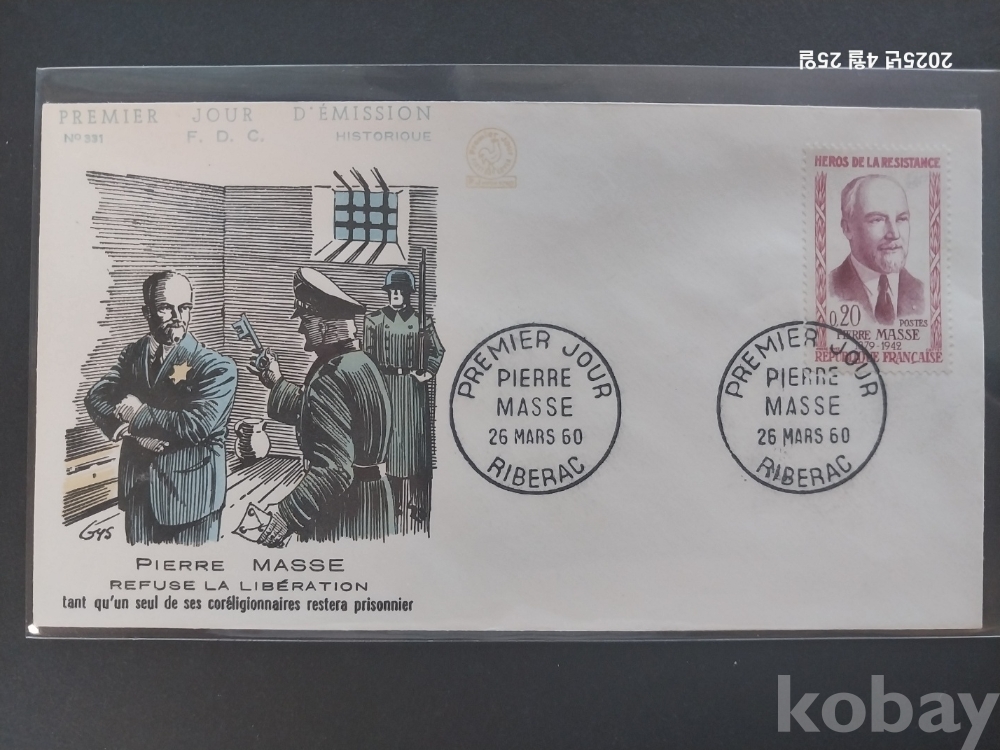 2025년 4월 25일
PREMIER JOUR D'ÉMISSION
Nº 331 F. D. C. HISTORIQUE
HEROS DE LA RESISTANCE
0,20 POSTES
PIERRE MASSE
1879-1942
REPUBLIQUE FRANÇAISE
PREMIER JOUR
PIERRE
MASSE
26 MARS 60
RIBERAC
PREMIER JOUR
PIERRE
MASSE
26 MARS 60
RIBERAC
Gys
PIERRE MASSE
REFUSE LA LIBÉRATION
tant qu'un seul de ses coréligionnaires restera prisonnier
kobay